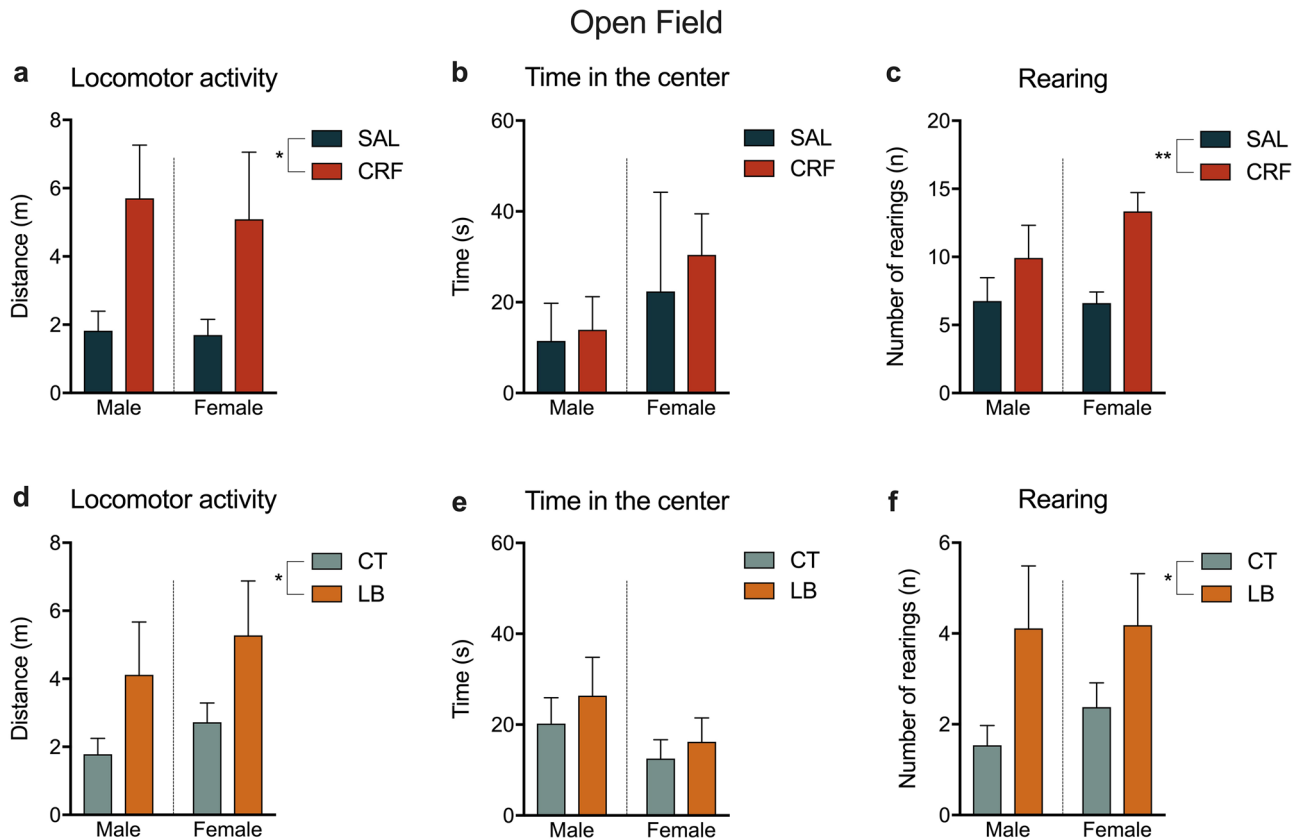 Open Field
a Locomotor activity
Distance (m)
8
6
4
2
0
SAL
CRF
*
Male Female
b Time in the center
Time (s)
60
40
20
0
SAL
CRF
Male Female
c Rearing
Number of rearings (n)
20
15
10
5
0
SAL
CRF
**
Male Female
d Locomotor activity
Distance (m)
8
6
4
2
0
CT
LB
*
Male Female
e Time in the center
Time (s)
60
40
20
0
CT
LB
Male Female
f Rearing
Number of rearings (n)
6
4
2
0
CT
LB
*
Male Female